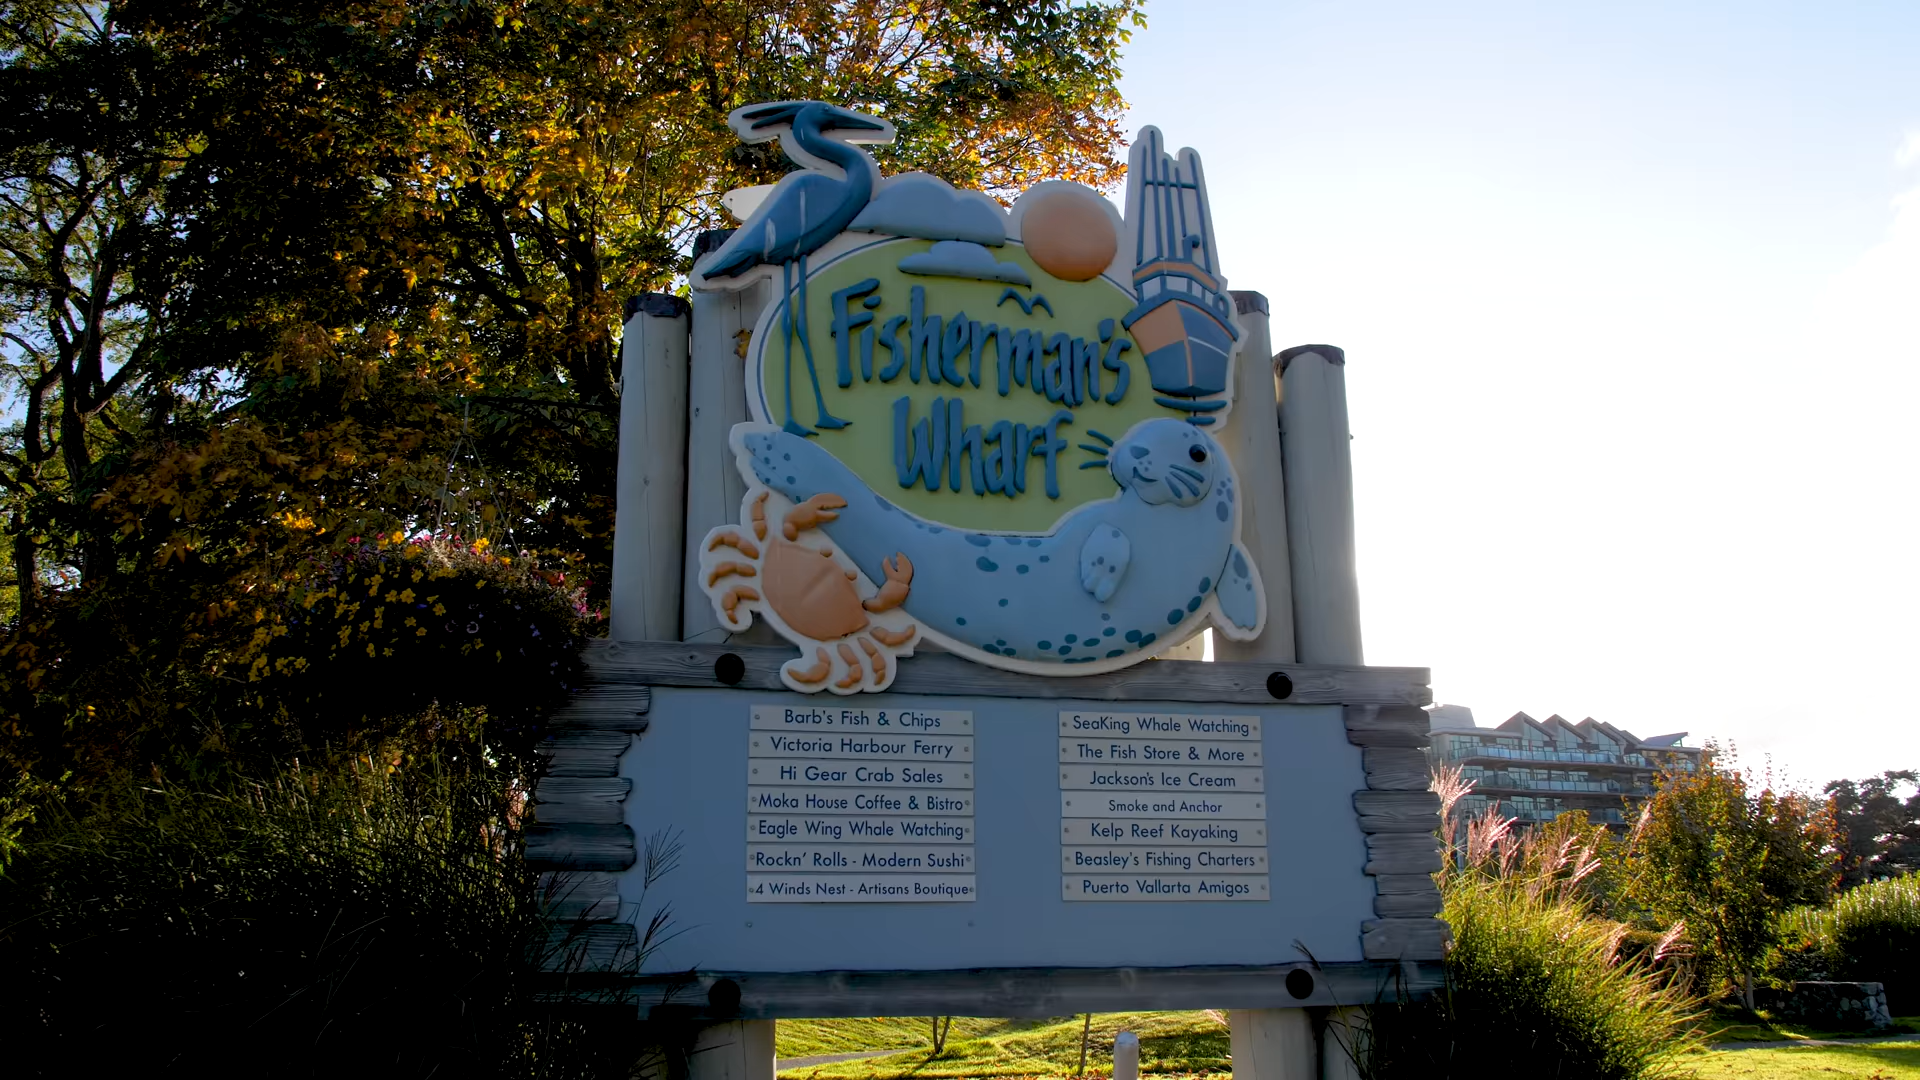 Fisherman's
Wharf
Barb's Fish & Chips
Victoria Harbour Ferry
Hi Gear Crab Sales
Moka House Coffee & Bistro
Eagle Wing Whale Watching
Rockn' Rolls - Modern Sushi
4 Winds Nest - Artisans Boutique
SeaKing Whale Watching
The Fish Store & More
Jackson's Ice Cream
Smoke and Anchor
Kelp Reef Kayaking
Beasley's Fishing Charters
Puerto Vallarta Amigos